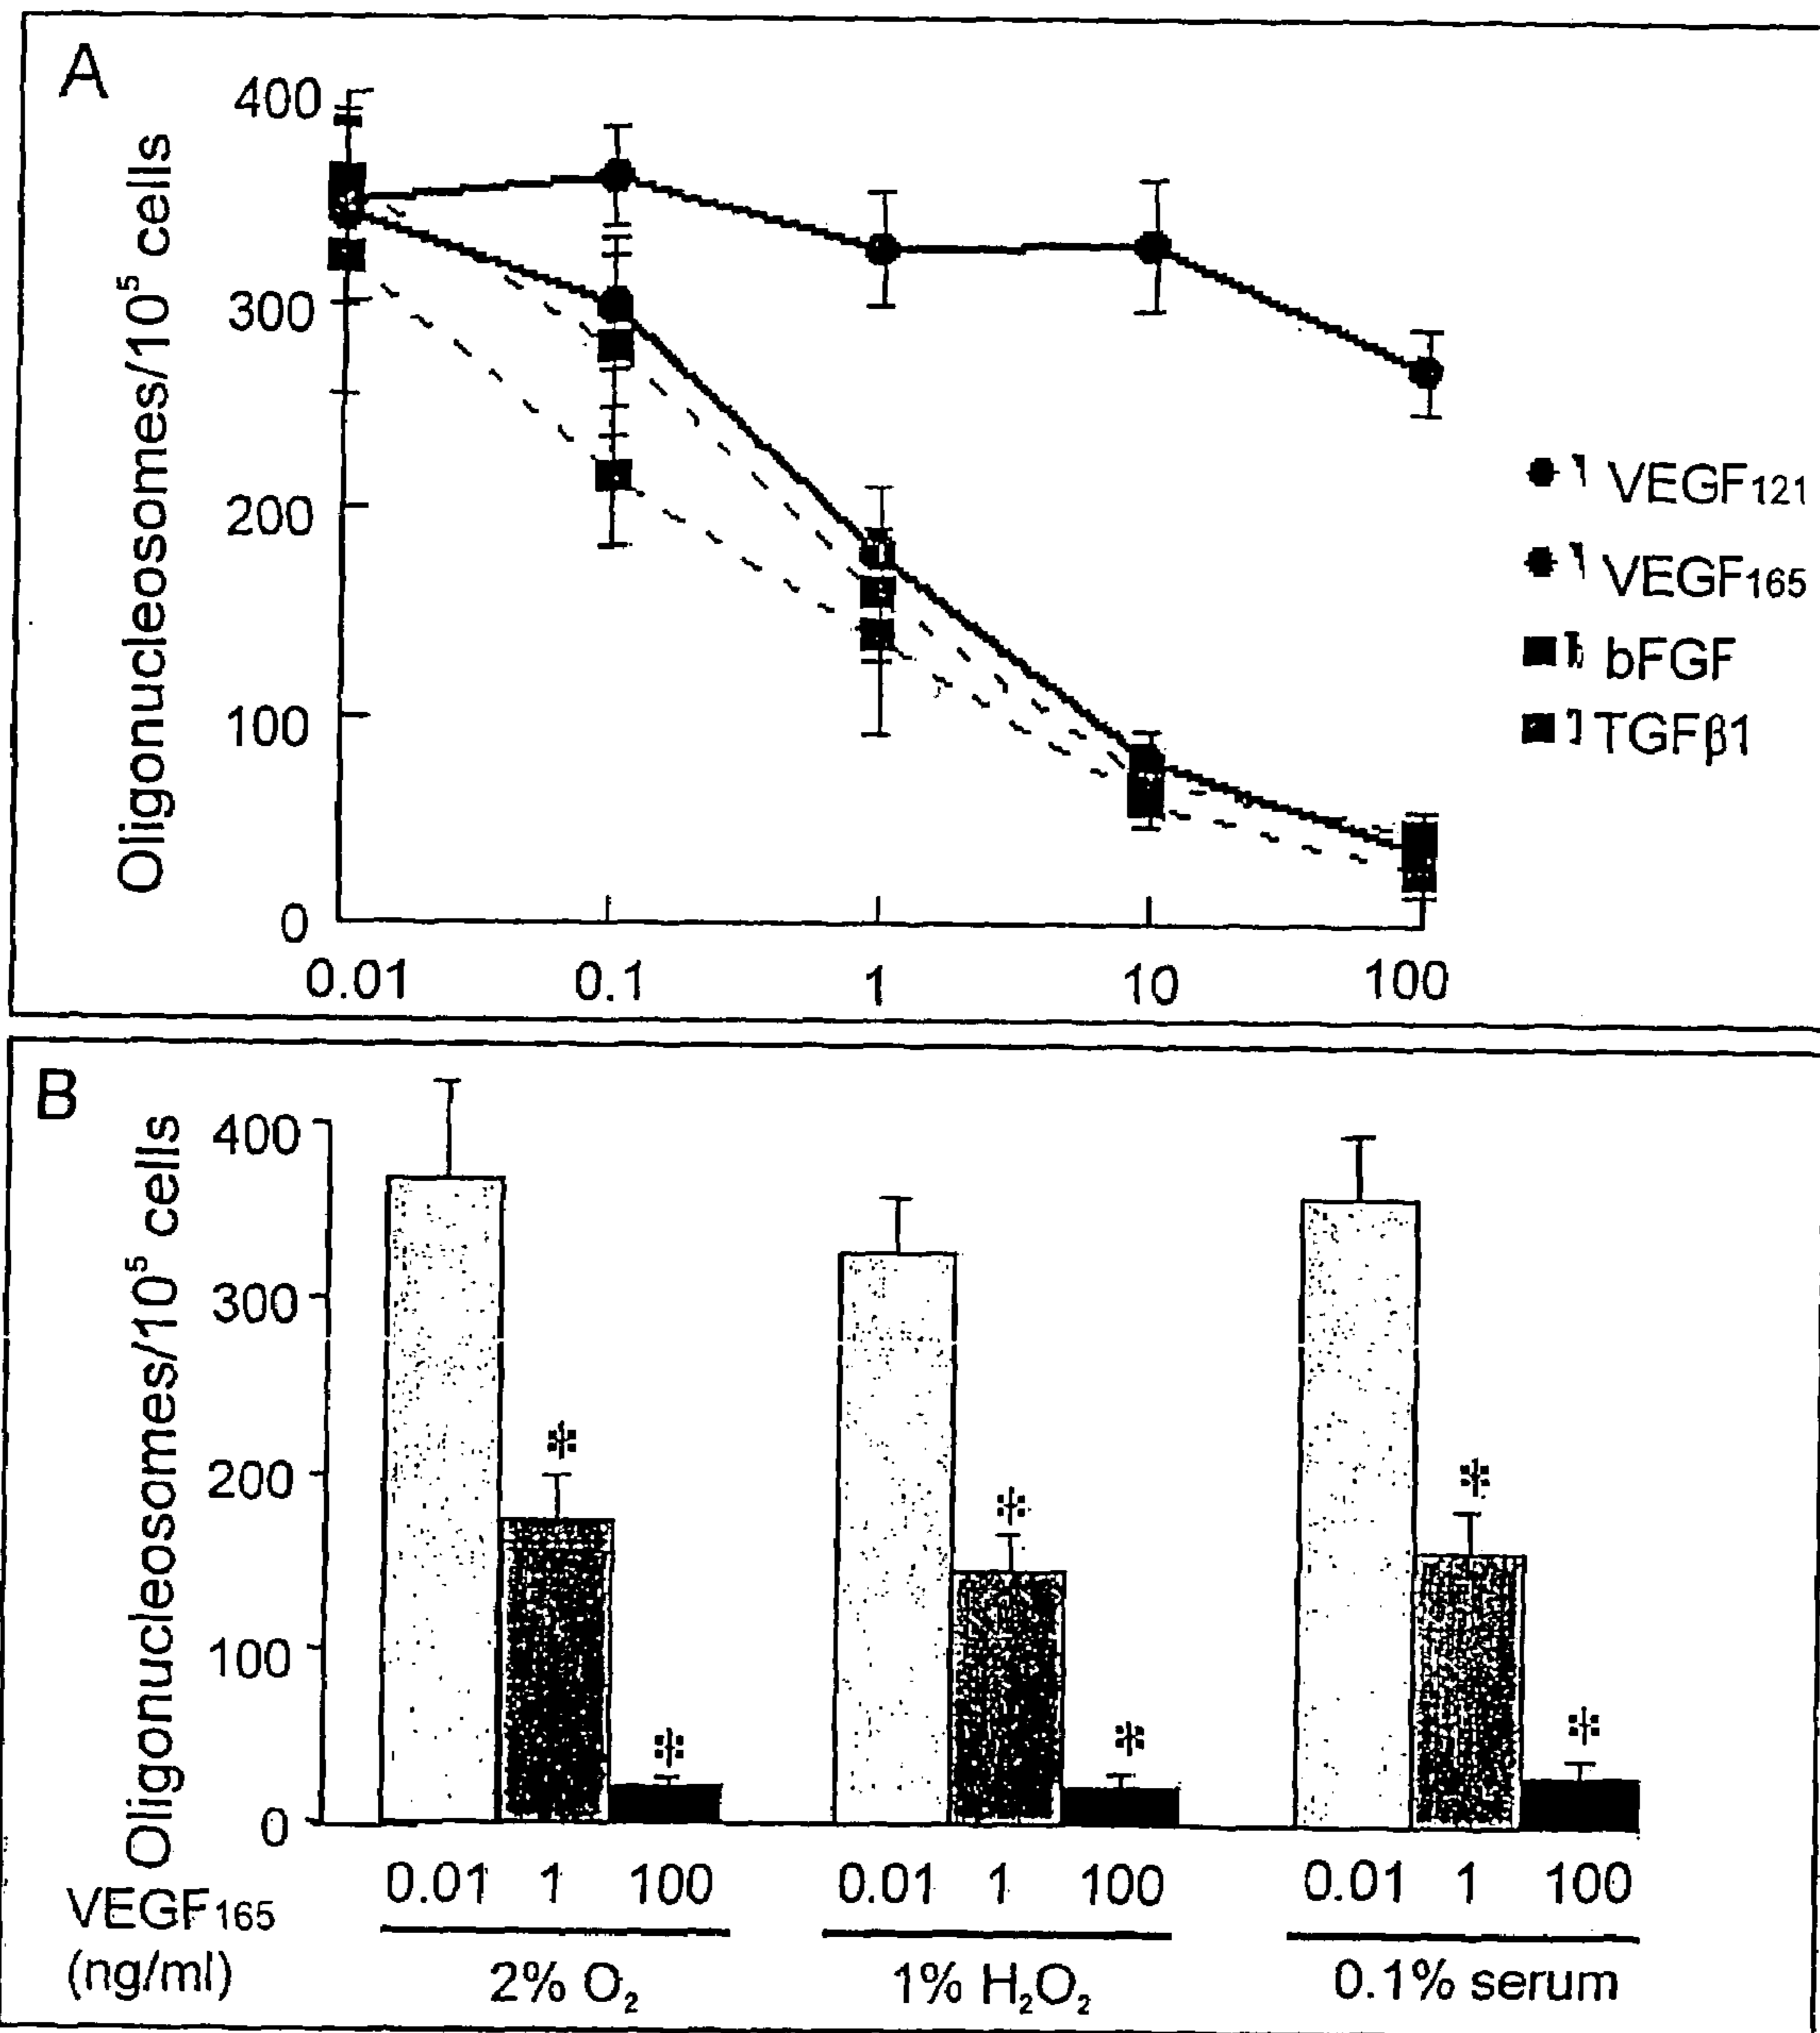 A
Oligonucleosomes/10⁵ cells
400
300
200
100
0
0.01 0.1 1 10 100
VEGF₁₂₁
VEGF₁₆₅
bFGF
TGFβ1
B
Oligonucleosomes/10⁵ cells
400
300
200
100
0
* * * * * *
VEGF₁₆₅
(ng/ml)
0.01 1 100 0.01 1 100 0.01 1 100
2% O₂ 1% H₂O₂ 0.1% serum